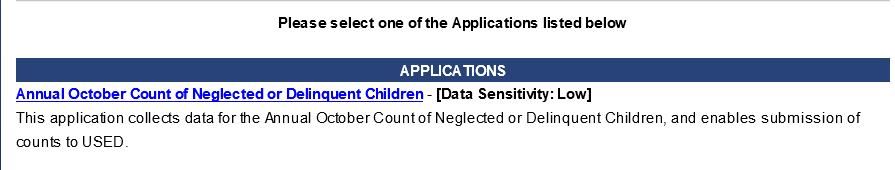 Please select one of the Applications listed below
APPLICATIONS
Annual October Count of Neglected or Delinquent Children - [Data Sensitivity: Low]
This application collects data for the Annual October Count of Neglected or Delinquent Children, and enables submission of
counts to USED.